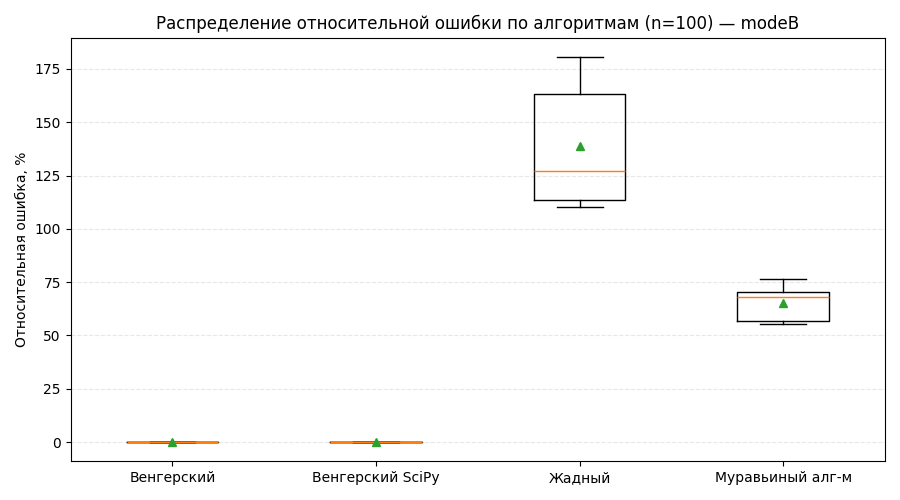 Распределение относительной ошибки по алгоритмам (n=100) — modeB
Относительная ошибка, %
175
150
125
100
75
50
25
0
Венгерский
Венгерский SciPy
Жадный
Муравьиный алг-м